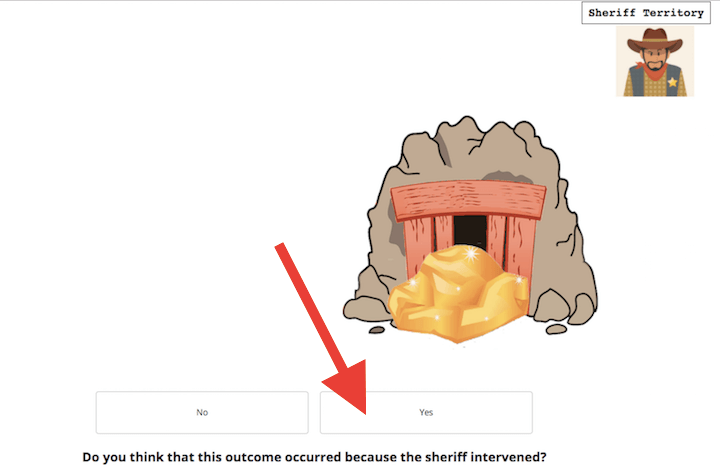 Sheriff Territory
No
Yes
Do you think that this outcome occurred because the sheriff intervened?